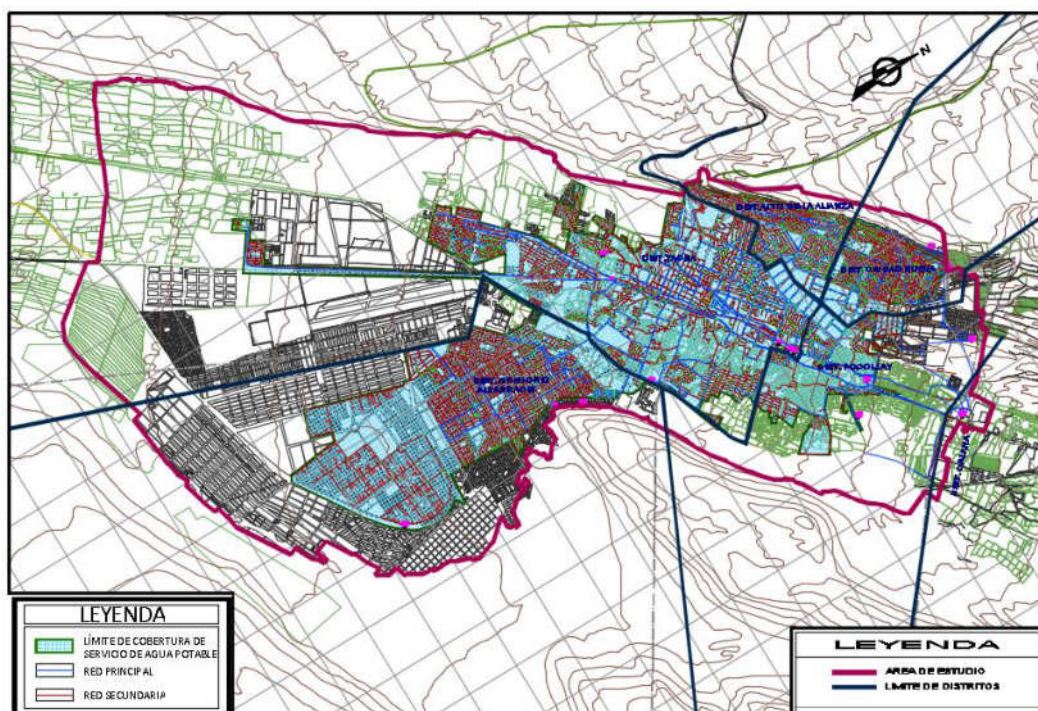 N
DIST. ALTO DE LA ALIANZA
DIST. TACNA
DIST. CIUDAD NUEVA
DIST. POCOLLAY
DIST. GREGORIO
ALBARRACIN
DIST. CALANA
LEYENDA
LÍMITE DE COBERTURA DE
SERVICIO DE AGUA POTABLE
RED PRINCIPAL
RED SECUNDARIA
LEYENDA
AREA DE ESTUDIO
LIMITE DE DISTRITOS